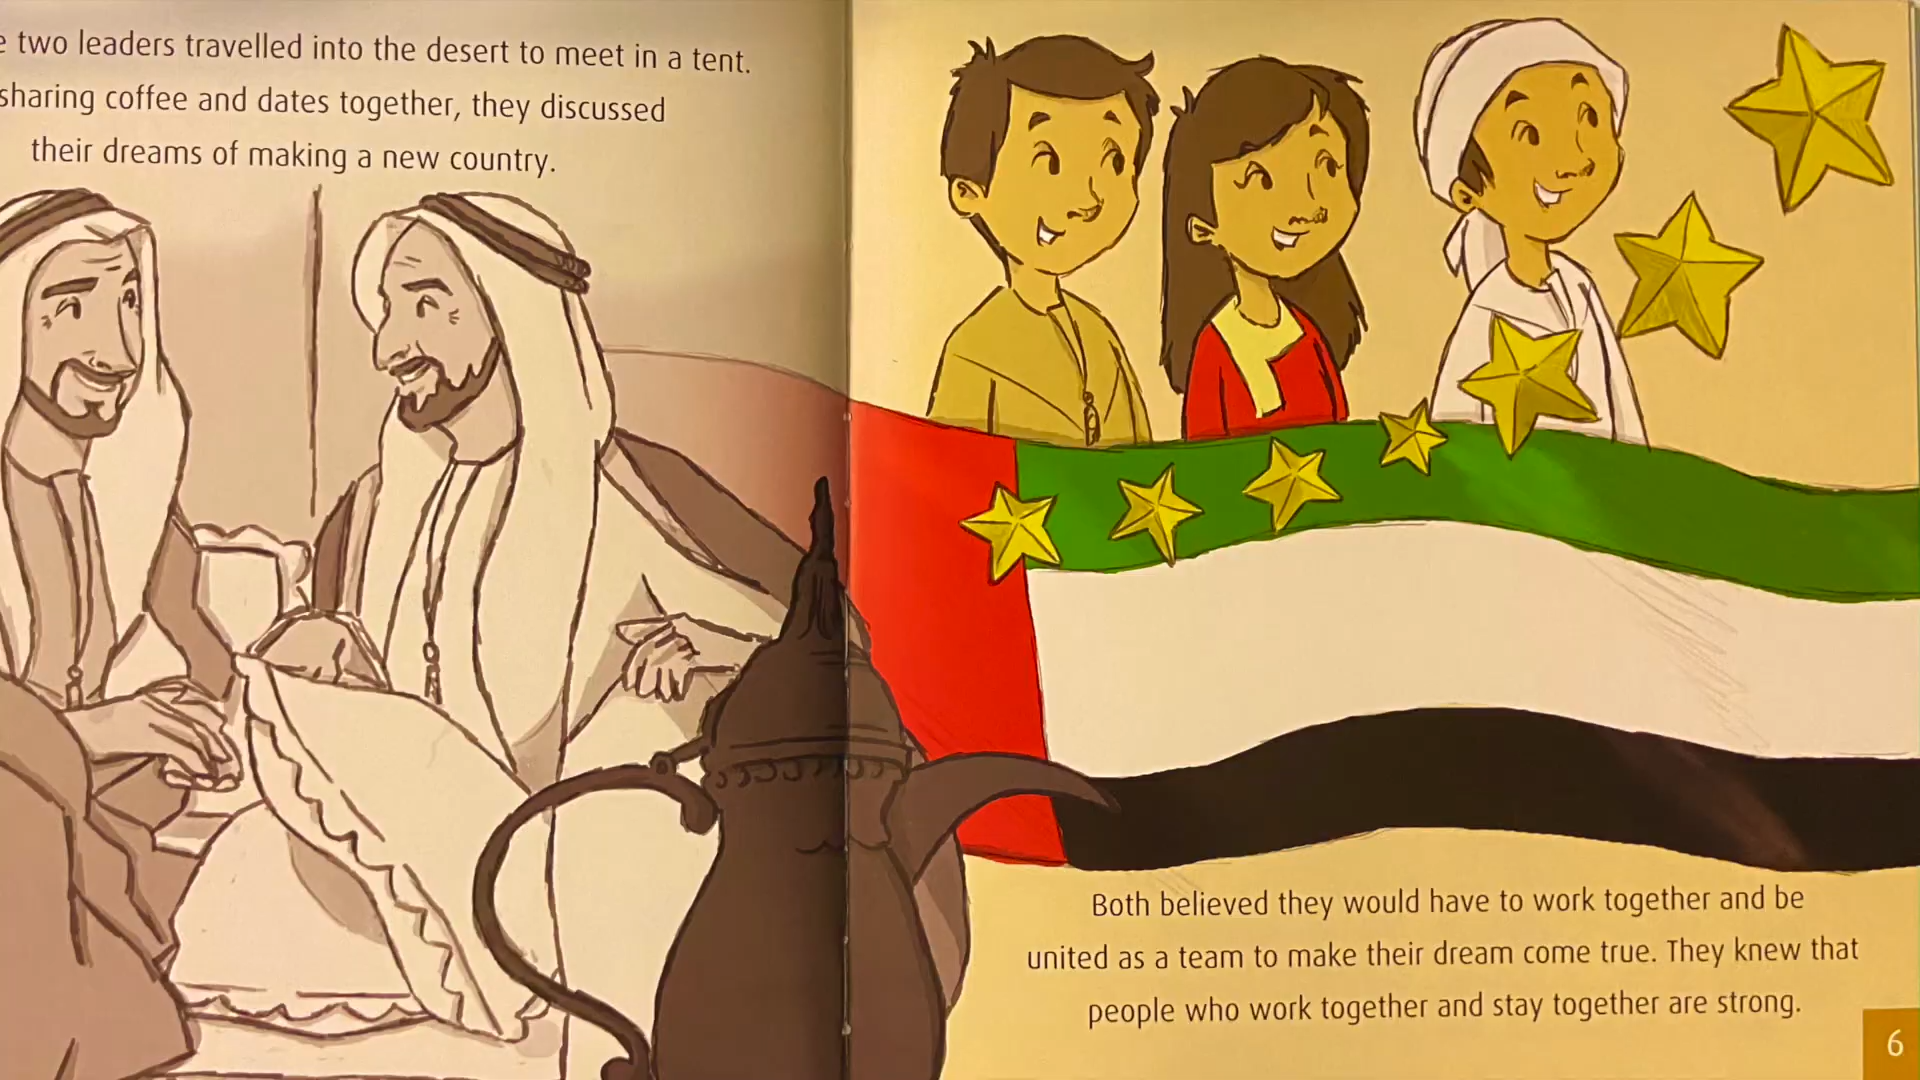 two leaders travelled into the desert to meet in a tent.
sharing coffee and dates together, they discussed
their dreams of making a new country.
Both believed they would have to work together and be
united as a team to make their dream come true. They knew that
people who work together and stay together are strong.
6